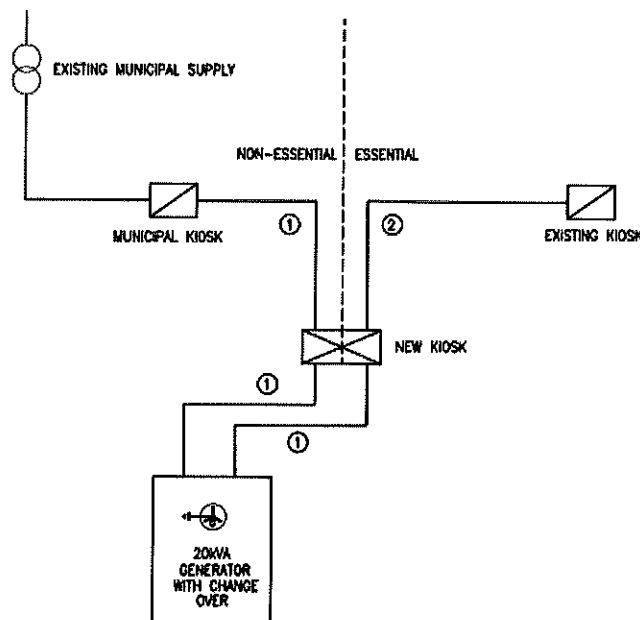 EXISTING MUNICIPAL SUPPLY
NON-ESSENTIAL
ESSENTIAL
MUNICIPAL KIOSK
1
2
EXISTING KIOSK
NEW KIOSK
1
1
20kVA
GENERATOR
WITH CHANGE
OVER